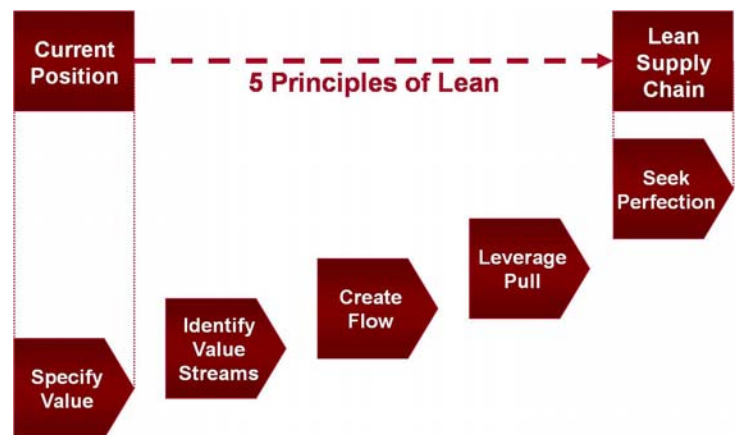 Current
Position
5 Principles of Lean
Lean
Supply
Chain
Seek
Perfection
Leverage
Pull
Create
Flow
Identify
Value
Streams
Specify
Value